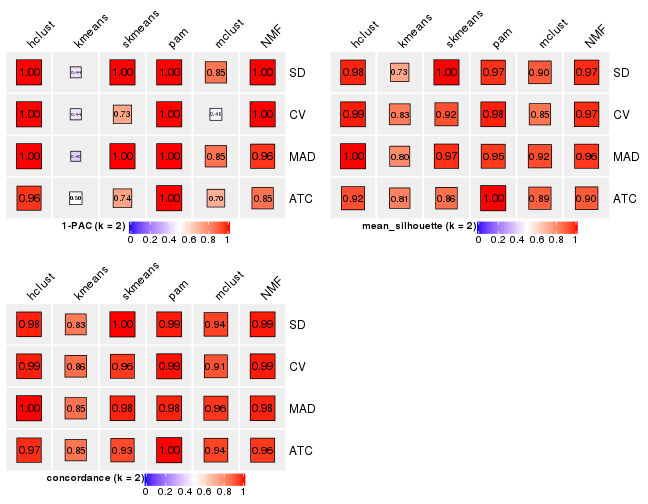 hclust kmeans skmeans pam mclust NMF
1.00 0.44 1.00 1.00 0.85 1.00 SD
1.00 0.44 0.73 1.00 0.48 1.00 CV
1.00 1.00 1.00 0.85 0.96 MAD
0.96 0.50 0.74 1.00 0.70 0.85 ATC
1-PAC (k = 2)
0 0.2 0.4 0.6 0.8 1
hclust kmeans skmeans pam mclust NMF
0.98 0.73 1.00 0.97 0.90 0.97 SD
0.99 0.83 0.92 0.98 0.85 0.97 CV
1.00 0.80 0.97 0.95 0.92 0.96 MAD
0.92 0.81 0.86 1.00 0.89 0.90 ATC
mean_silhouette (k = 2)
0 0.2 0.4 0.6 0.8 1
hclust kmeans skmeans pam mclust NMF
0.98 0.83 1.00 0.99 0.94 0.99 SD
0.99 0.86 0.96 0.99 0.91 0.99 CV
1.00 0.85 0.98 0.98 0.96 0.98 MAD
0.97 0.85 0.93 1.00 0.94 0.96 ATC
concordance (k = 2)
0 0.2 0.4 0.6 0.8 1